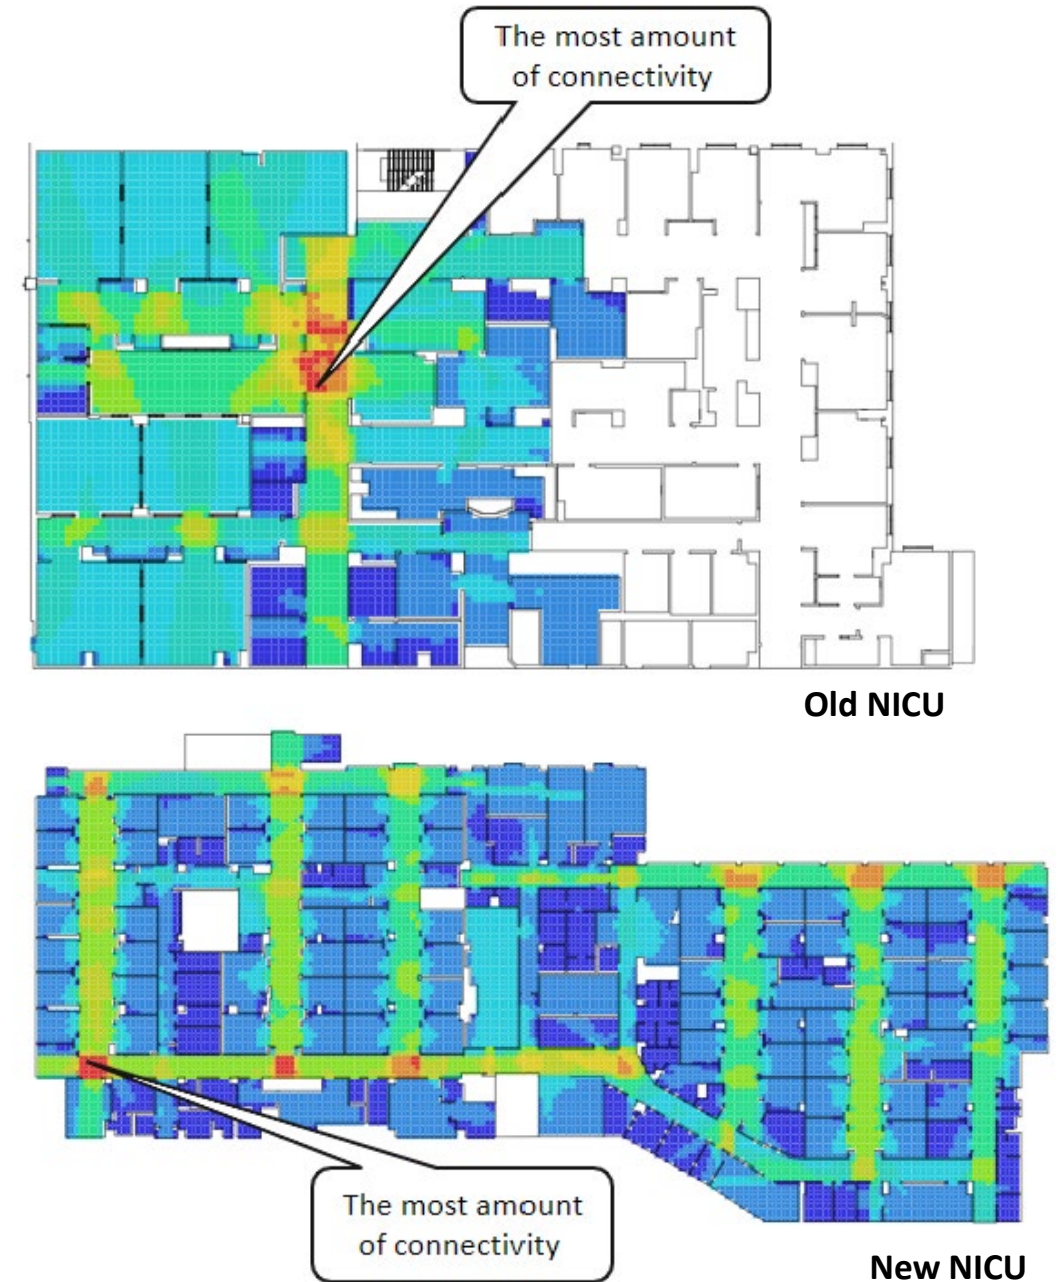 The most amount
of connectivity
Old NICU
The most amount
of connectivity
New NICU